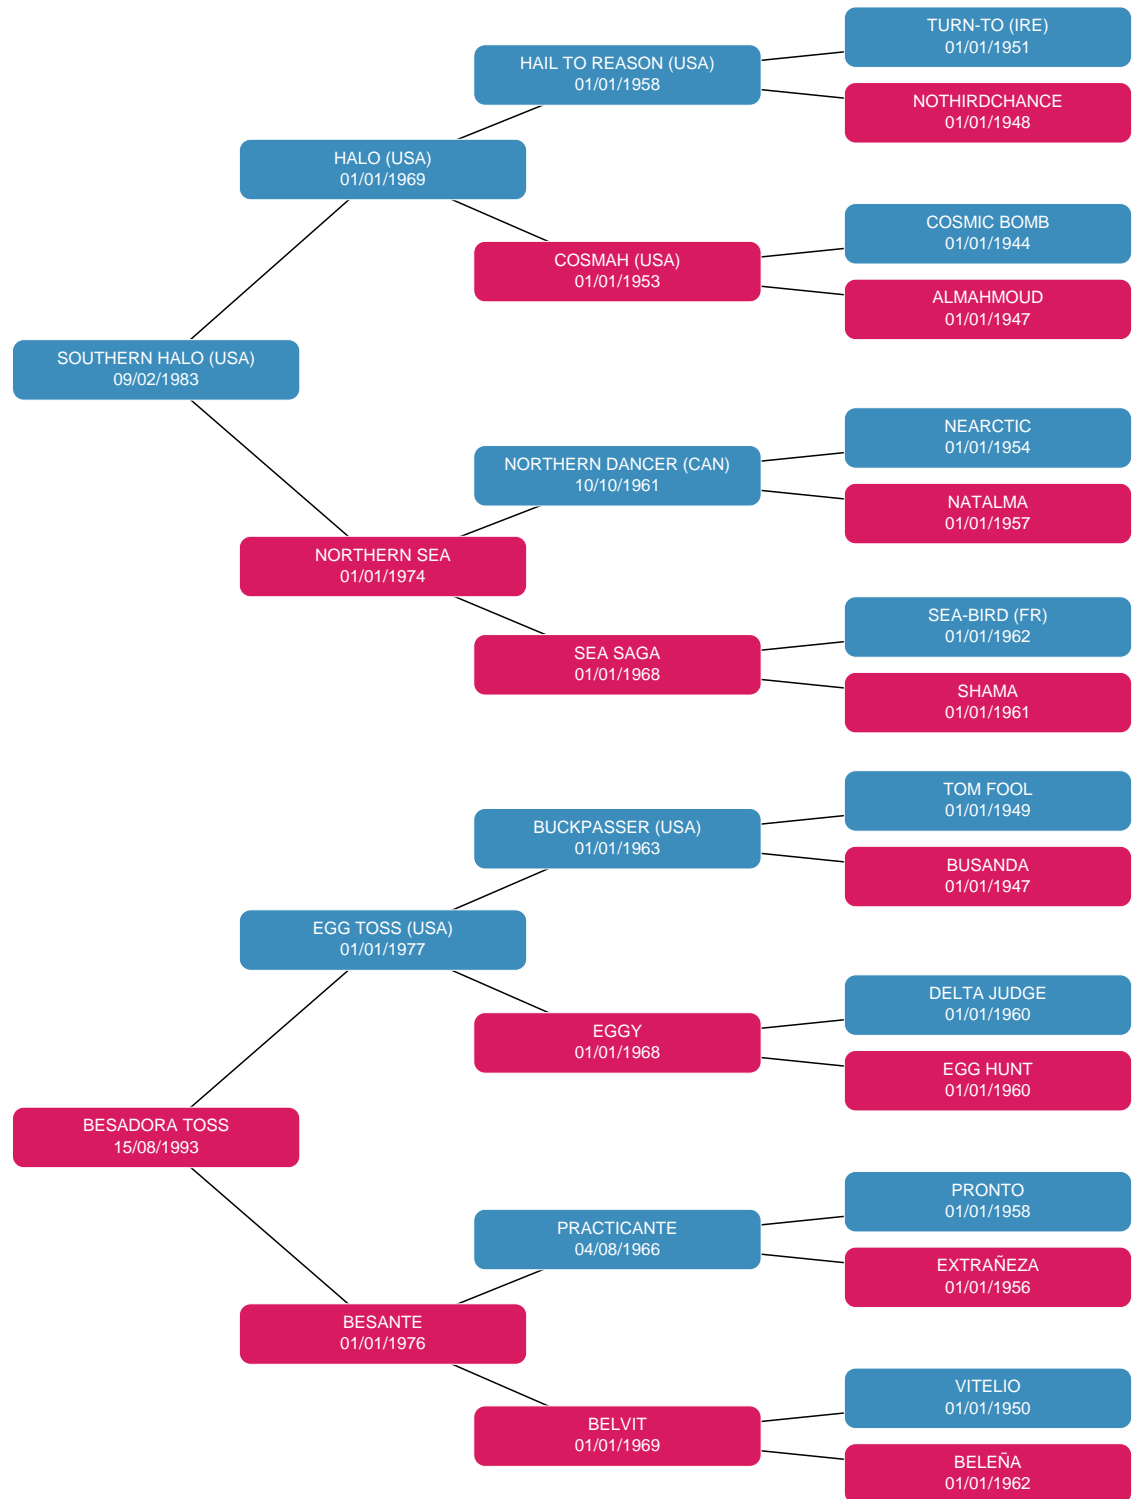 TURN-TO (IRE)
01/01/1951
HAIL TO REASON (USA)
01/01/1958
NOTHIRDCHANCE
01/01/1948
HALO (USA)
01/01/1969
COSMIC BOMB
01/01/1944
COSMAH (USA)
01/01/1953
ALMAHMOUD
01/01/1947
SOUTHERN HALO (USA)
09/02/1983
NEARCTIC
01/01/1954
NORTHERN DANCER (CAN)
10/10/1961
NATALMA
01/01/1957
NORTHERN SEA
01/01/1974
SEA-BIRD (FR)
01/01/1962
SEA SAGA
01/01/1968
SHAMA
01/01/1961
TOM FOOL
01/01/1949
BUCKPASSER (USA)
01/01/1963
BUSANDA
01/01/1947
EGG TOSS (USA)
01/01/1977
DELTA JUDGE
01/01/1960
EGGY
01/01/1968
EGG HUNT
01/01/1960
BESADORA TOSS
15/08/1993
PRONTO
01/01/1958
PRACTICANTE
04/08/1966
EXTRAÑEZA
01/01/1956
BESANTE
01/01/1976
VITELIO
01/01/1950
BELVIT
01/01/1969
BELEÑA
01/01/1962